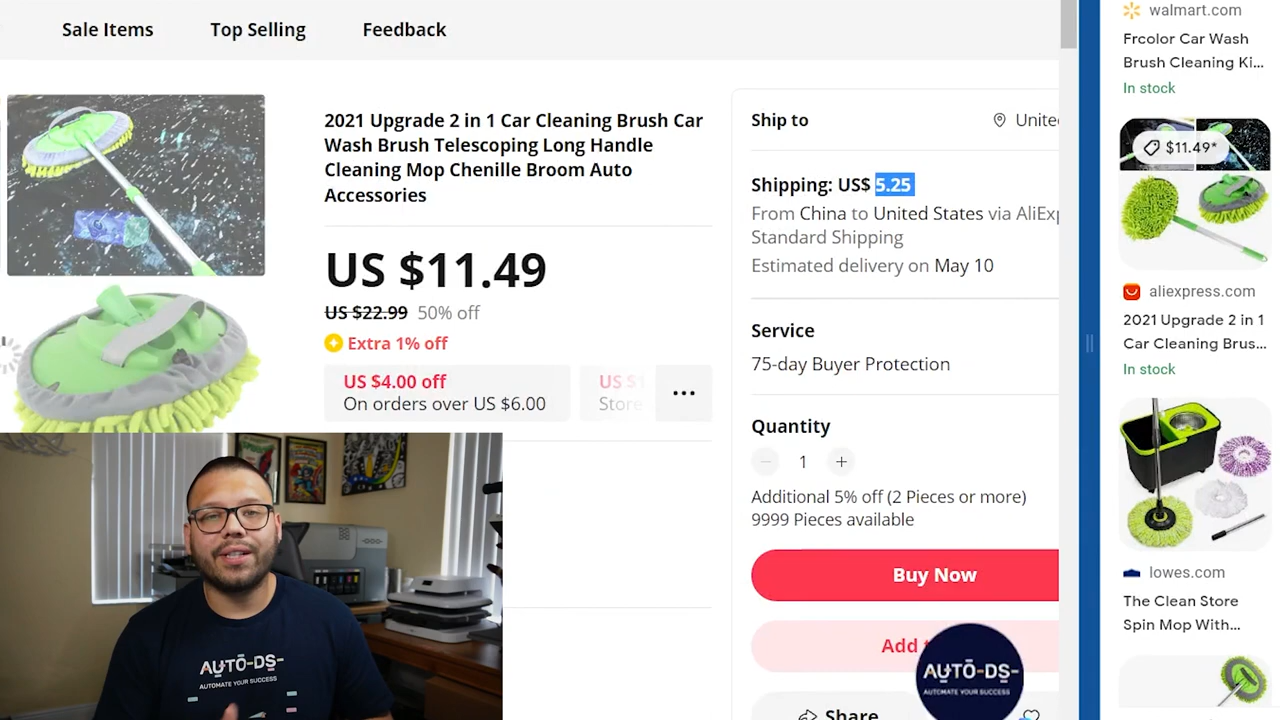 Sale Items
Top Selling
Feedback
2021 Upgrade 2 in 1 Car Cleaning Brush Car
Wash Brush Telescoping Long Handle
Cleaning Mop Chenille Broom Auto
Accessories
US $11.49
US $22.99 50% off
Extra 1% off
US $4.00 off
On orders over US $6.00
US $1
Store
...
Ship to
Unite
Shipping: US$ 5.25
From China to United States via AliExp
Standard Shipping
Estimated delivery on May 10
Service
75-day Buyer Protection
Quantity
− 1 +
Additional 5% off (2 Pieces or more)
9999 Pieces available
Buy Now
Add
Share
walmart.com
Frcolor Car Wash
Brush Cleaning Ki...
In stock
$11.49*
aliexpress.com
2021 Upgrade 2 in 1
Car Cleaning Brus...
In stock
lowes.com
The Clean Store
Spin Mop With...
AUTO-DS-
AUTOMATE YOUR SUCCESS
AUTO-DS-
AUTOMATE YOUR SUCCESS